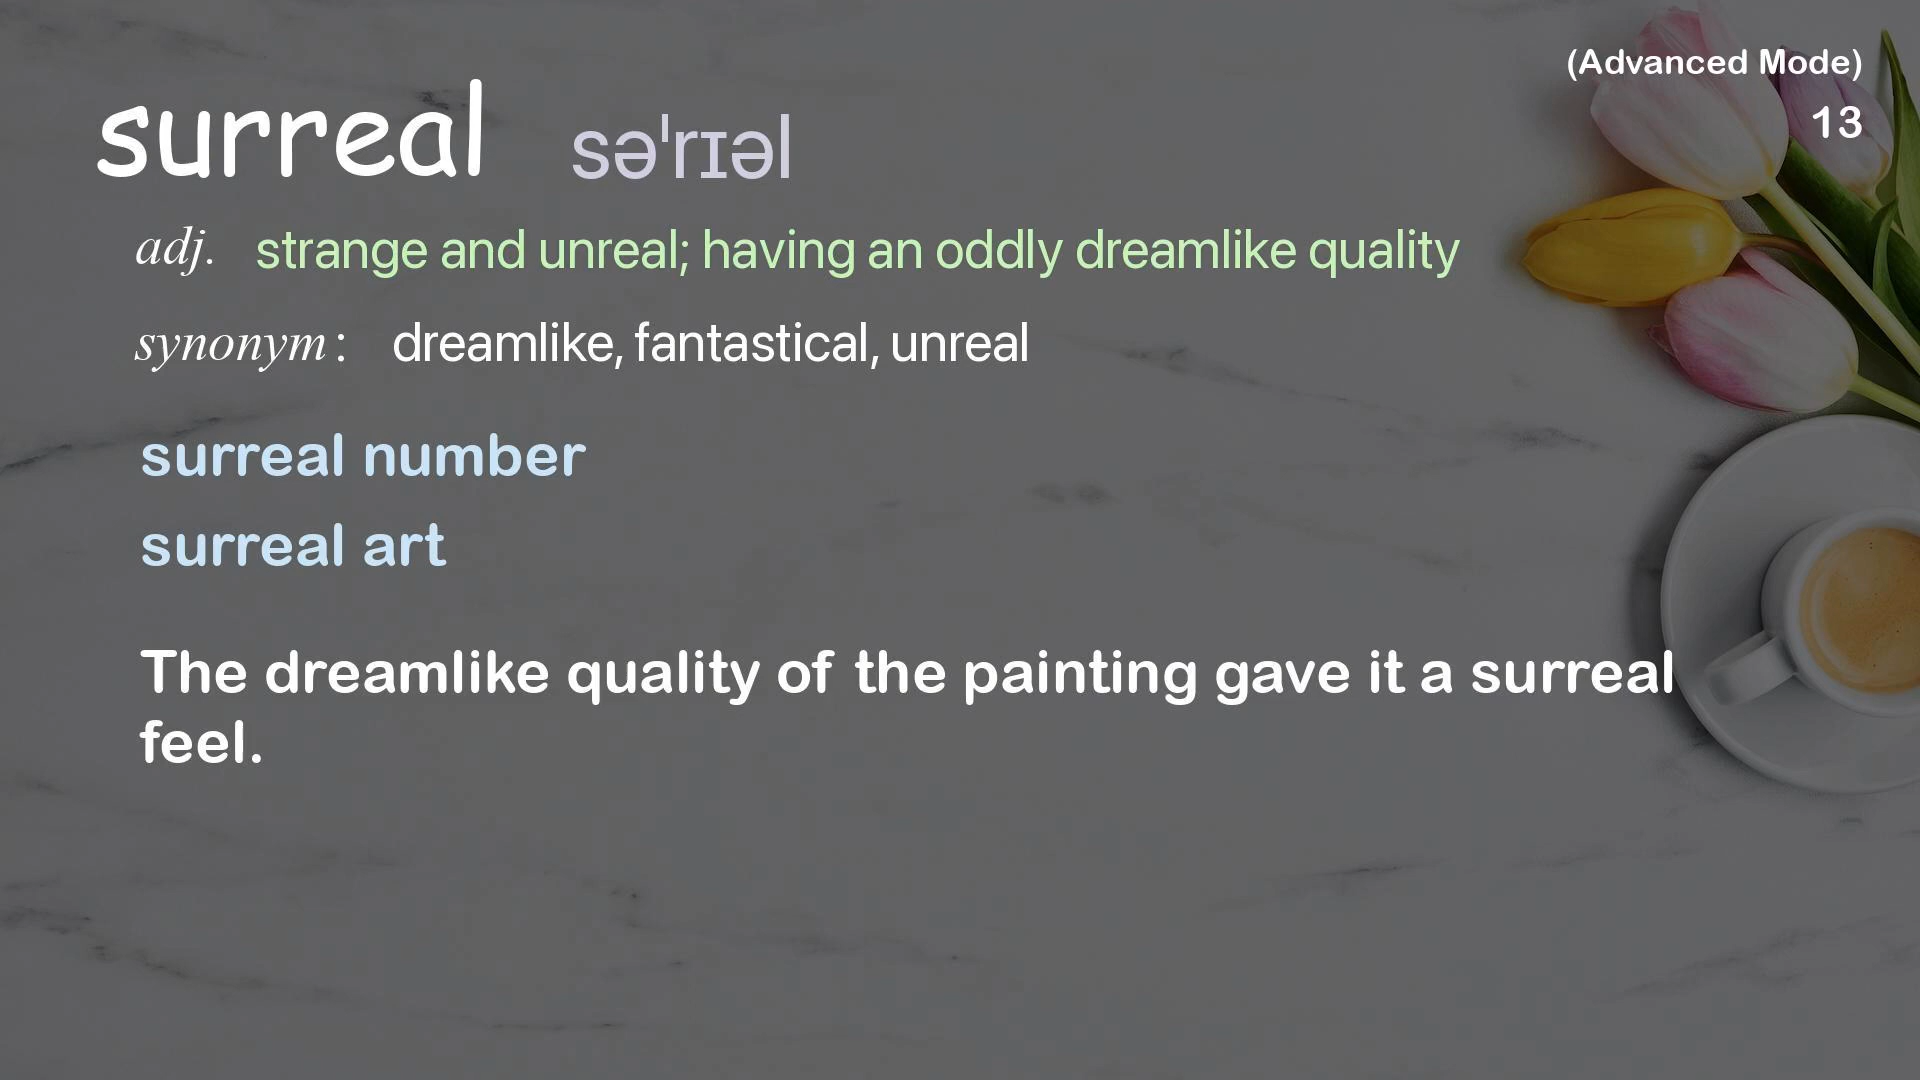 (Advanced Mode)
13
surreal səˈrɪəl
adj. strange and unreal; having an oddly dreamlike quality
synonym : dreamlike, fantastical, unreal
surreal number
surreal art
The dreamlike quality of the painting gave it a surreal
feel.